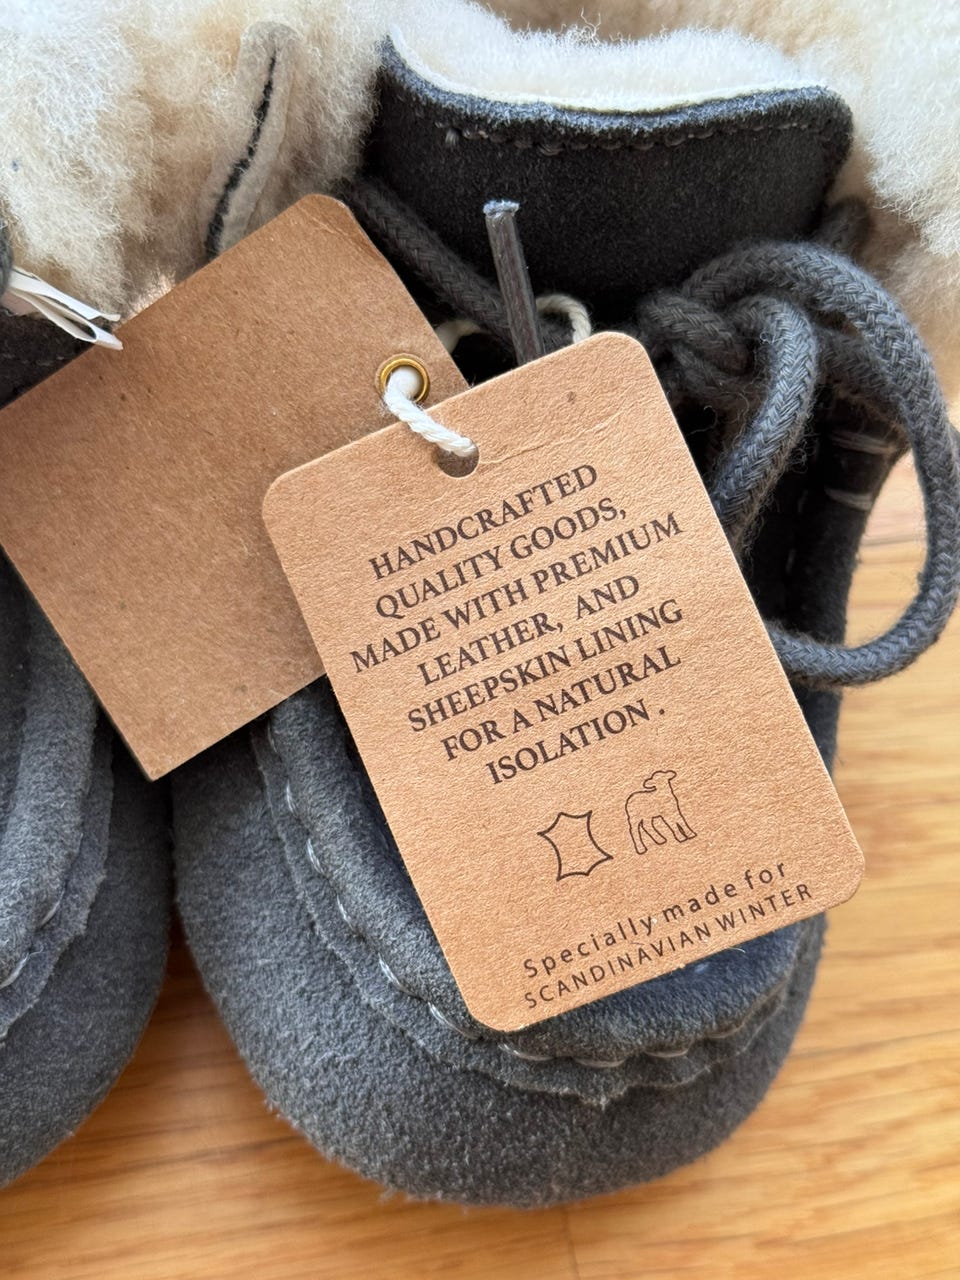 HANDCRAFTED
QUALITY GOODS,
MADE WITH PREMIUM
LEATHER, AND
SHEEPSKIN LINING
FOR A NATURAL
ISOLATION .
Specially made for
SCANDINAVIAN WINTER